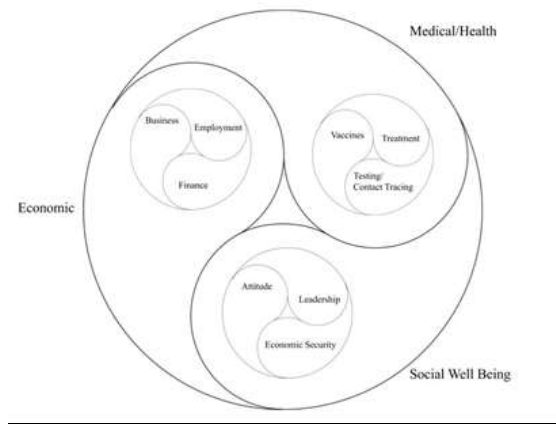 Medical/Health
Business
Employment
Finance
Vaccines
Treatment
Testing/
Contact Tracing
Economic
Attitude
Leadership
Economic Security
Social Well Being